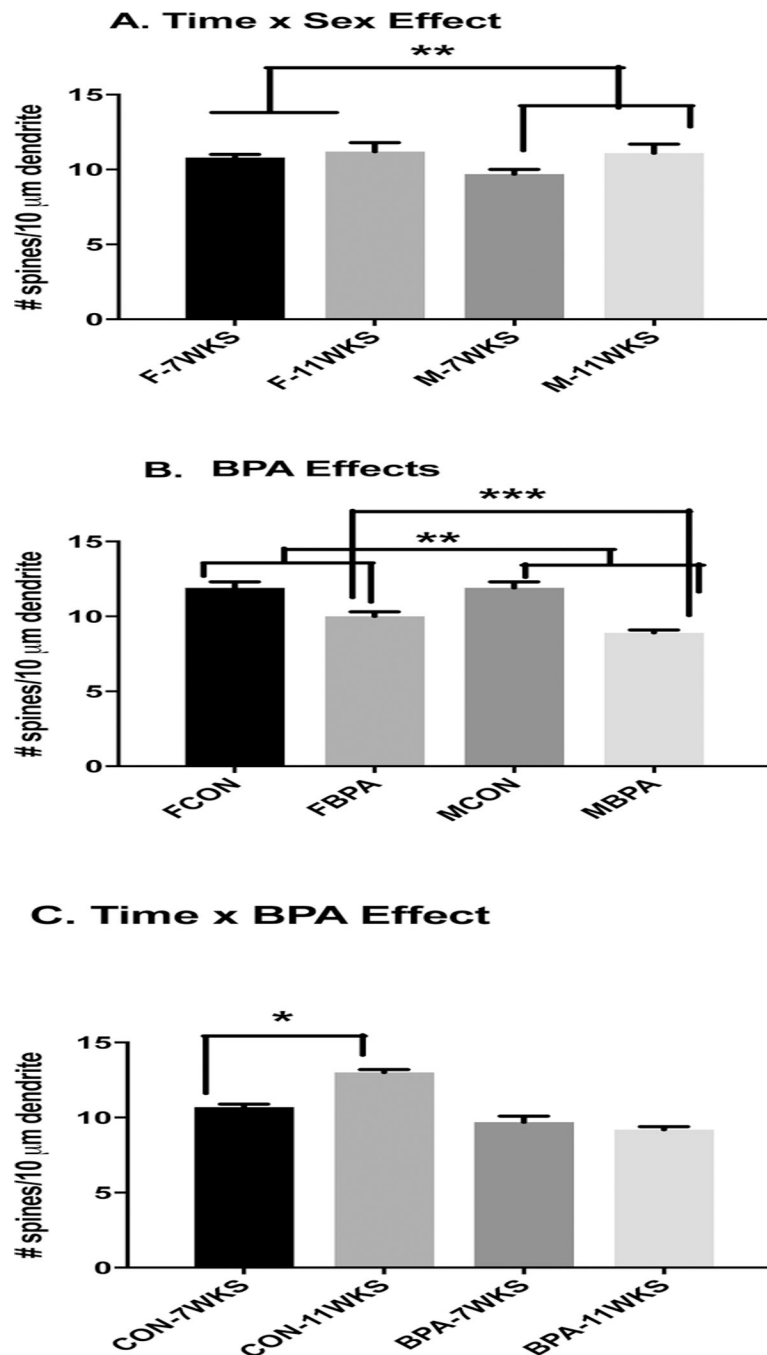 A. Time x Sex Effect
**
# spines/10 µm dendrite
15
10
5
0
F-7WKS
F-11WKS
M-7WKS
M-11WKS
B. BPA Effects
***
**
# spines/10 µm dendrite
15
10
5
0
FCON
FBPA
MCON
MBPA
C. Time x BPA Effect
*
# spines/10 µm dendrite
15
10
5
0
CON-7WKS
CON-11WKS
BPA-7WKS
BPA-11WKS